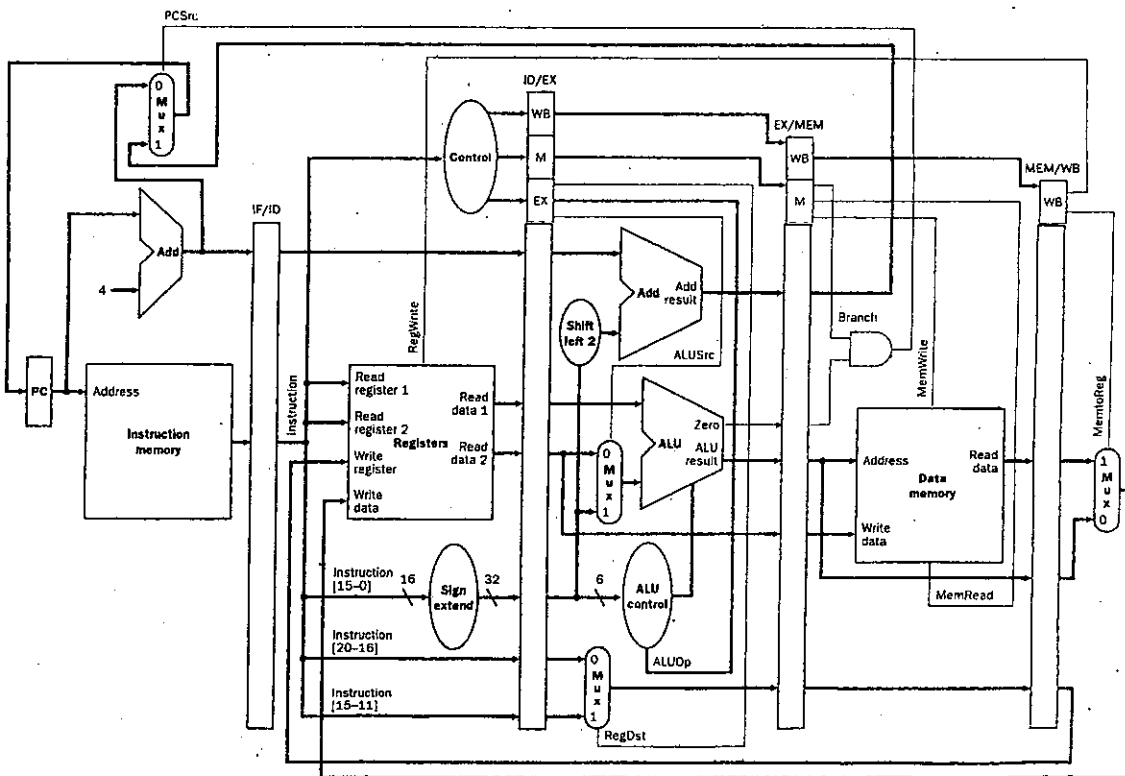 PCSrc
ID/EX
0
M
u
x
1
WB
EX/MEM
Control
M
WB
MEM/WB
EX
M
WB
IF/ID
Add
4
Add
Add
result
Shift
left 2
Branch
RegWrite
ALUSrc
MemWrite
MemtoReg
PC
Address
Instruction
memory
Instruction
Read
register 1
Read
register 2
Write
register
Write
data
Registers
Read
data 1
Read
data 2
0
M
u
x
1
ALU
Zero
ALU
result
Address
Read
data
Data
memory
Write
data
1
M
u
x
0
Instruction
[15–0]
16
Sign
extend
32
6
ALU
control
MemRead
Instruction
[20–16]
ALUOp
0
M
u
x
1
Instruction
[15–11]
RegDst